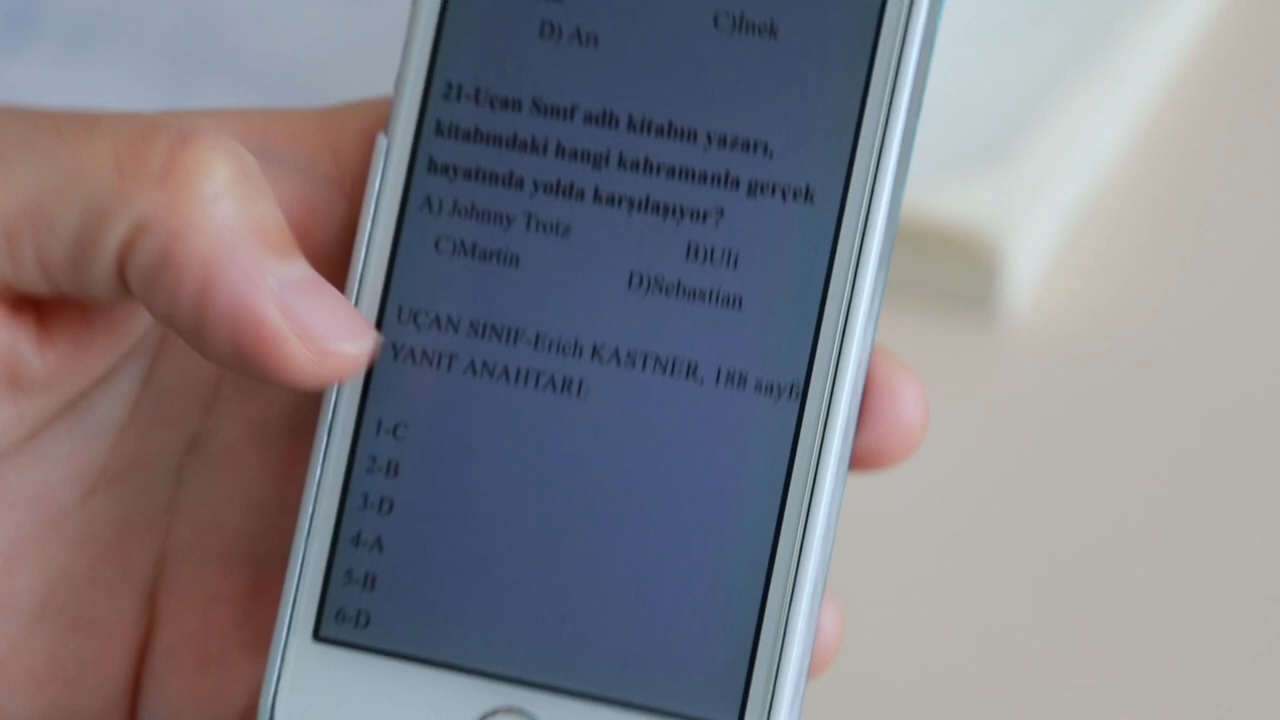 C)İnek
D) Arı
21-Uçan Sınıf adlı kitabın yazarı,
kitabındaki hangi kahramanla gerçek
hayatında yolda karşılaşıyor?
A) Johnny Trotz
B)Uli
C)Martin
D)Sebastian
UÇAN SINIF-Erich KASTNER, 188 sayfa
YANIT ANAHTARI:
1-C
2-B
3-D
4-A
5-B
6-D